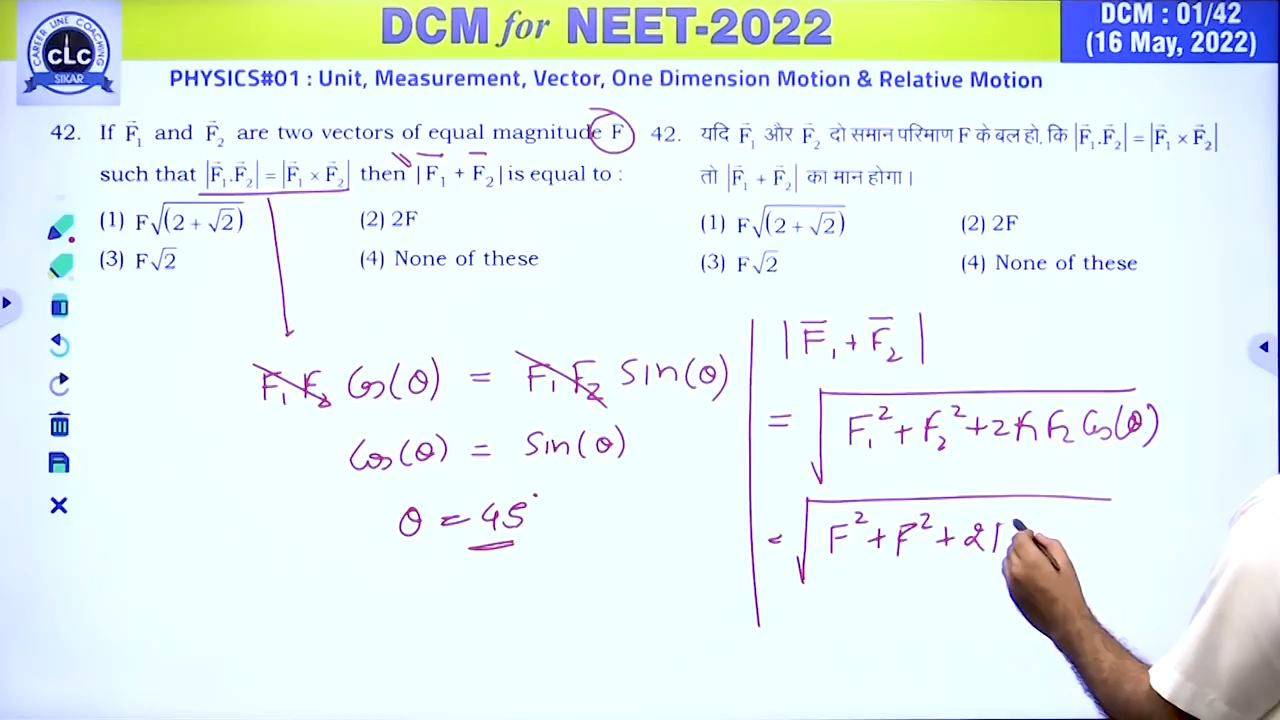 DCM for NEET-2022
DCM : 01/42
(16 May, 2022)
CAREER LINE COACHING
CLC
SIKAR
PHYSICS#01 : Unit, Measurement, Vector, One Dimension Motion & Relative Motion
42. If F⃗₁ and F⃗₂ are two vectors of equal magnitude F
such that |F⃗₁.F⃗₂| = |F⃗₁ × F⃗₂| then |F⃗₁ + F⃗₂| is equal to :
(1) F√(2 + √2) (2) 2F
(3) F√2 (4) None of these
42. यदि F⃗₁ और F⃗₂ दो समान परिमाण F के बल हो, कि |F⃗₁.F⃗₂| = |F⃗₁ × F⃗₂|
तो |F⃗₁ + F⃗₂| का मान होगा।
(1) F√(2 + √2) (2) 2F
(3) F√2 (4) None of these
F₁ F₂ Cos(θ) = F₁ F₂ Sin(θ)
Cos(θ) = Sin(θ)
θ = 45°
|F̄₁ + F̄₂|
= √(F₁² + F₂² + 2F₁F₂ Cos(θ))
= √(F² + F² + 2